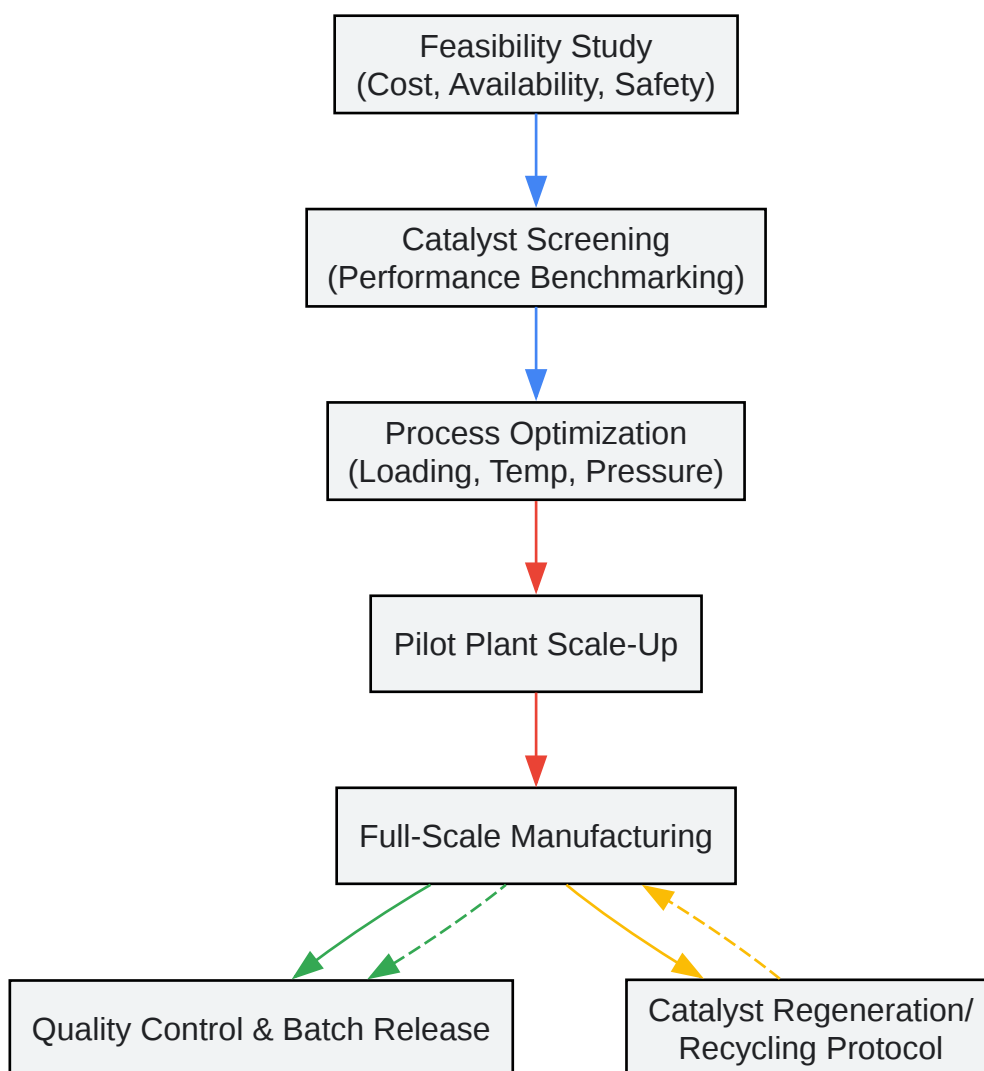 Feasibility Study
(Cost, Availability, Safety)
Catalyst Screening
(Performance Benchmarking)
Process Optimization
(Loading, Temp, Pressure)
Pilot Plant Scale-Up
Full-Scale Manufacturing
Quality Control & Batch Release
Catalyst Regeneration/
Recycling Protocol